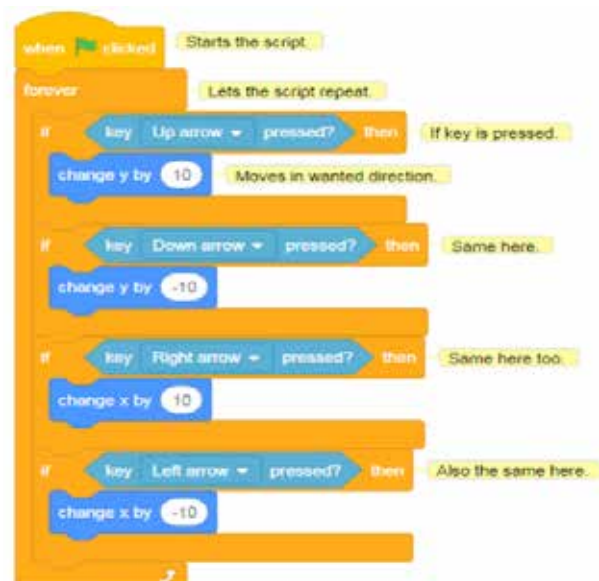 when clicked Starts the script.
forever Lets the script repeat.
if key Up arrow pressed? then If key is pressed.
change y by 10 Moves in wanted direction.
if key Down arrow pressed? then Same here.
change y by -10
if key Right arrow pressed? then Same here too.
change x by 10
if key Left arrow pressed? then Also the same here.
change x by -10